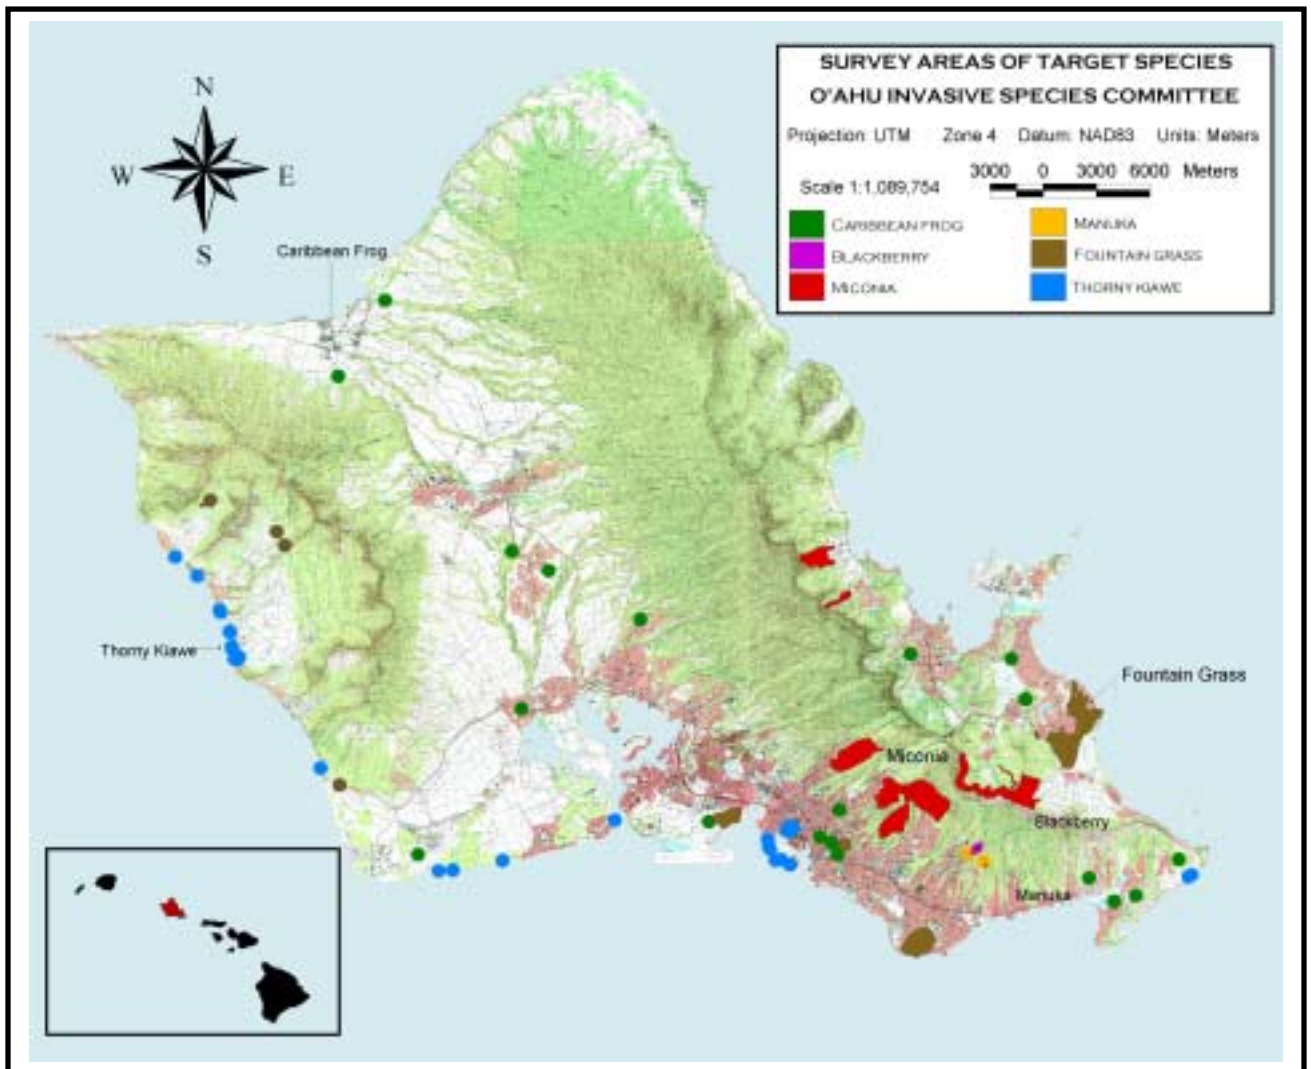 SURVEY AREAS OF TARGET SPECIES
O'AHU INVASIVE SPECIES COMMITTEE
Projection: UTM Zone 4 Datum: NAD83 Units: Meters
Scale 1:1,089,754
3000 0 3000 6000 Meters
CARIBBEAN FROG
BLACKBERRY
MICONIA
MANUKA
FOUNTAIN GRASS
THORNY KIAWE
N
W E
S
Caribbean Frog
Thorny Kiawe
Fountain Grass
Miconia
Blackberry
Manuka